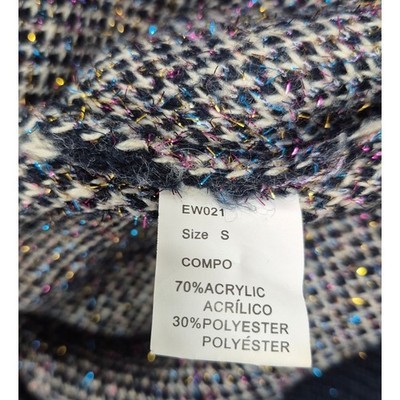 EW021
Size S
COMPO
70%ACRYLIC
ACRÍLICO
30%POLYESTER
POLYÉSTER